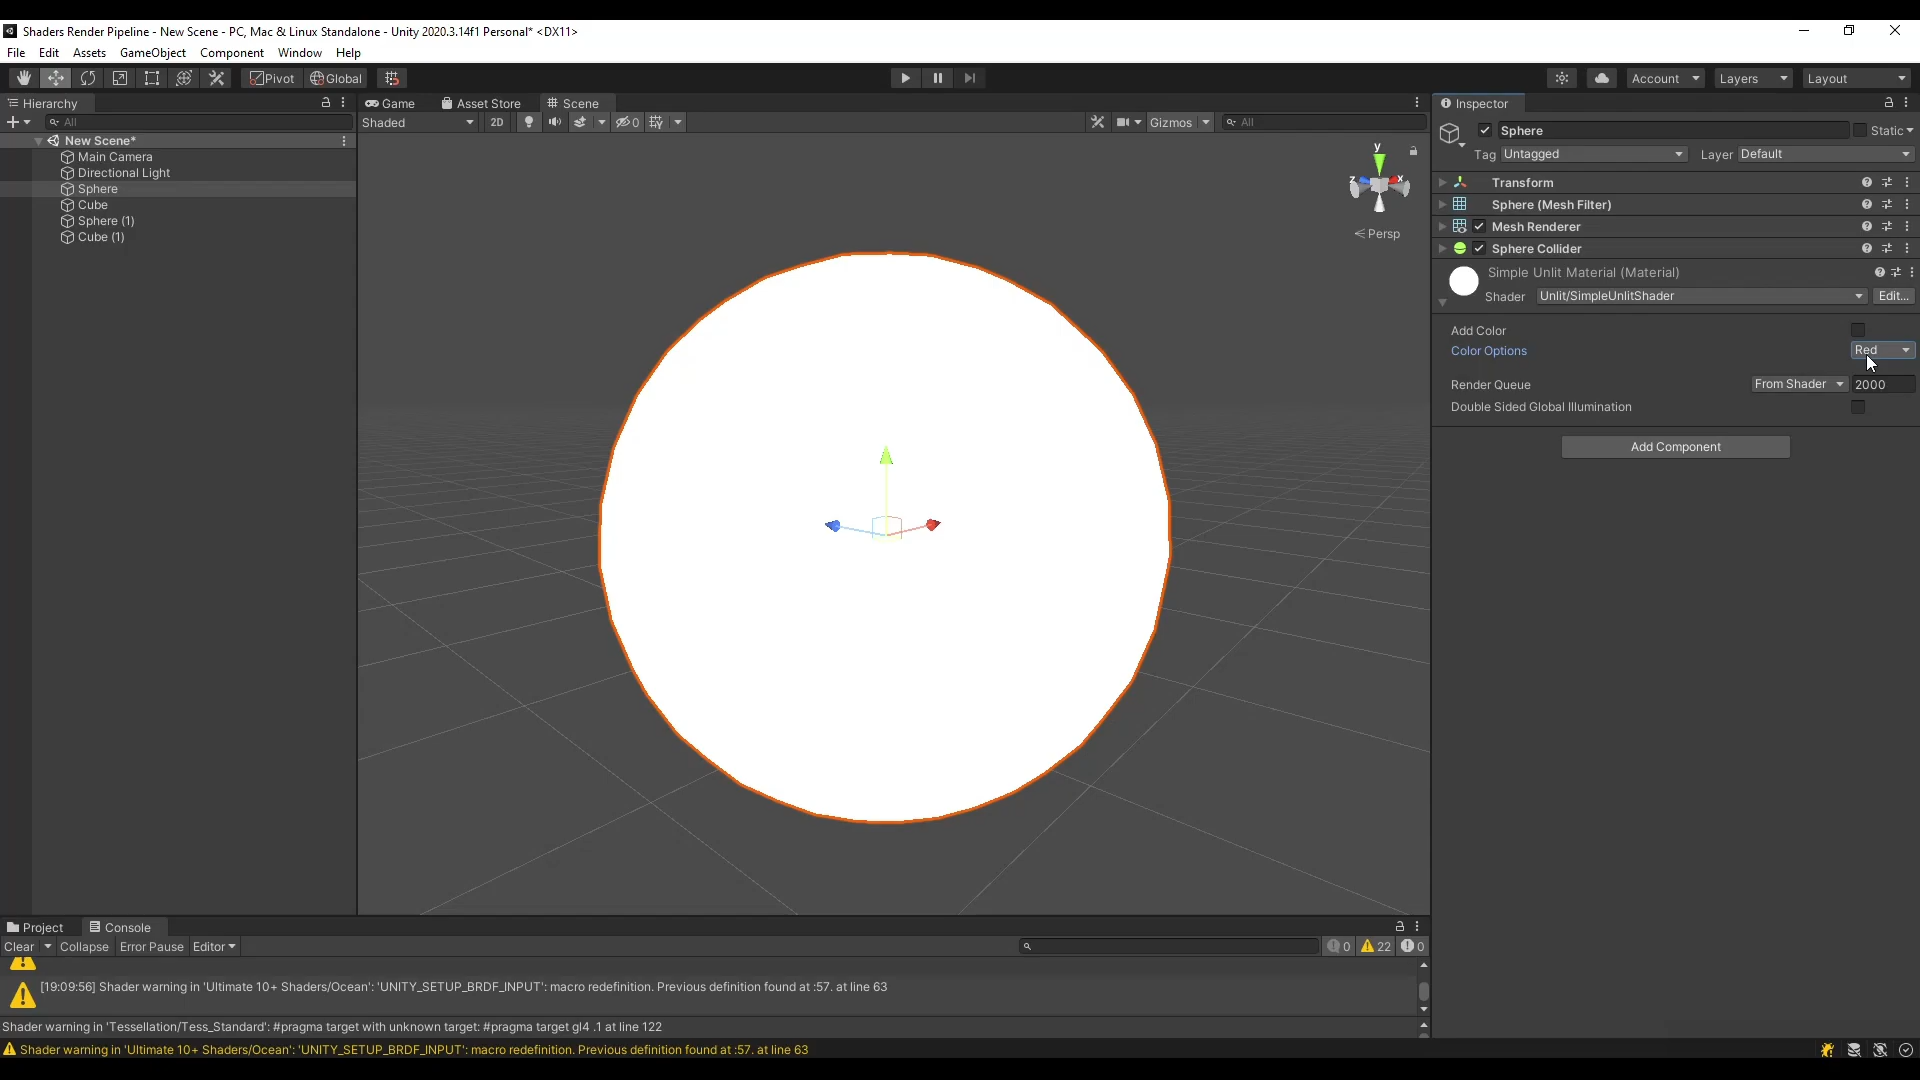 Shaders Render Pipeline - New Scene - PC, Mac & Linux Standalone - Unity 2020.3.14f1 Personal* <DX11>
File Edit Assets GameObject Component Window Help
Pivot Global Account Layers Layout
Hierarchy
All
New Scene*
Main Camera
Directional Light
Sphere
Cube
Sphere (1)
Cube (1)
Game Asset Store Scene
Shaded 2D 0 Gizmos All
y
z x
Persp
Inspector
Sphere Static
Tag Untagged Layer Default
Transform
Sphere (Mesh Filter)
Mesh Renderer
Sphere Collider
Simple Unlit Material (Material)
Shader Unlit/SimpleUnlitShader Edit...
Add Color
Color Options Red
Render Queue From Shader 2000
Double Sided Global Illumination
Add Component
Project Console
Clear Collapse Error Pause Editor 0 22 0
[19:09:56] Shader warning in 'Ultimate 10+ Shaders/Ocean': 'UNITY_SETUP_BRDF_INPUT': macro redefinition. Previous definition found at :57. at line 63
Shader warning in 'Tessellation/Tess_Standard': #pragma target with unknown target: #pragma target gl4 .1 at line 122
Shader warning in 'Ultimate 10+ Shaders/Ocean': 'UNITY_SETUP_BRDF_INPUT': macro redefinition. Previous definition found at :57. at line 63